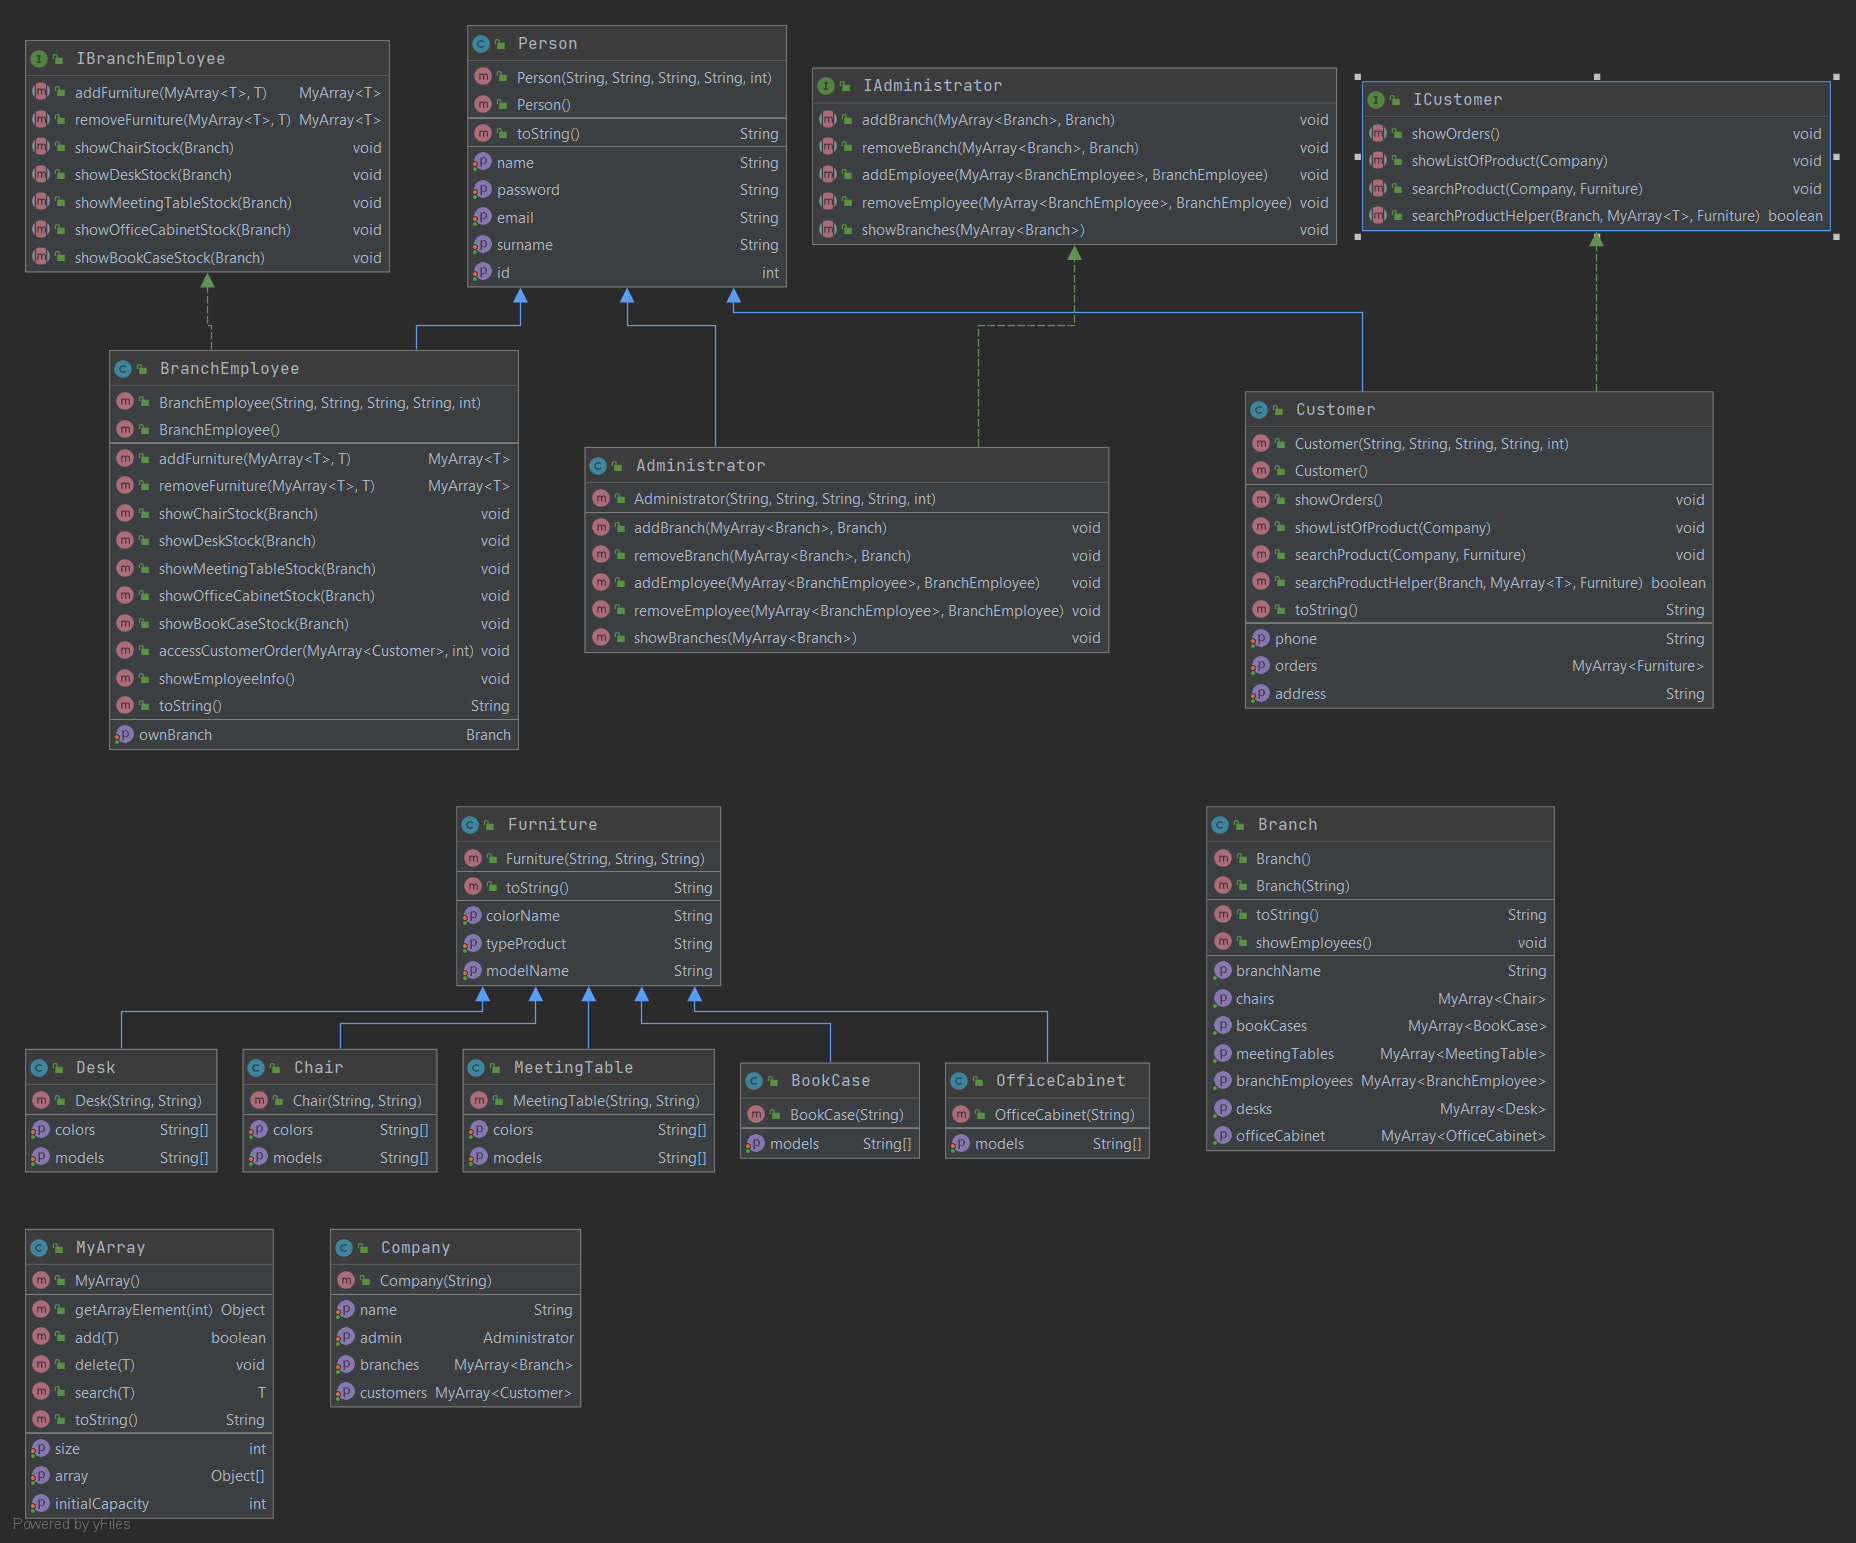 IBranchEmployee
addFurniture(MyArray<T>, T) MyArray<T>
removeFurniture(MyArray<T>, T) MyArray<T>
showChairStock(Branch) void
showDeskStock(Branch) void
showMeetingTableStock(Branch) void
showOfficeCabinetStock(Branch) void
showBookCaseStock(Branch) void
Person
Person(String, String, String, String, int)
Person()
toString() String
name String
password String
email String
surname String
id int
IAdministrator
addBranch(MyArray<Branch>, Branch) void
removeBranch(MyArray<Branch>, Branch) void
addEmployee(MyArray<BranchEmployee>, BranchEmployee) void
removeEmployee(MyArray<BranchEmployee>, BranchEmployee) void
showBranches(MyArray<Branch>) void
ICustomer
showOrders() void
showListOfProduct(Company) void
searchProduct(Company, Furniture) void
searchProductHelper(Branch, MyArray<T>, Furniture) boolean
BranchEmployee
BranchEmployee(String, String, String, String, int)
BranchEmployee()
addFurniture(MyArray<T>, T) MyArray<T>
removeFurniture(MyArray<T>, T) MyArray<T>
showChairStock(Branch) void
showDeskStock(Branch) void
showMeetingTableStock(Branch) void
showOfficeCabinetStock(Branch) void
showBookCaseStock(Branch) void
accessCustomerOrder(MyArray<Customer>, int) void
showEmployeeInfo() void
toString() String
ownBranch Branch
Administrator
Administrator(String, String, String, String, int)
addBranch(MyArray<Branch>, Branch) void
removeBranch(MyArray<Branch>, Branch) void
addEmployee(MyArray<BranchEmployee>, BranchEmployee) void
removeEmployee(MyArray<BranchEmployee>, BranchEmployee) void
showBranches(MyArray<Branch>) void
Customer
Customer(String, String, String, String, int)
Customer()
showOrders() void
showListOfProduct(Company) void
searchProduct(Company, Furniture) void
searchProductHelper(Branch, MyArray<T>, Furniture) boolean
toString() String
phone String
orders MyArray<Furniture>
address String
Furniture
Furniture(String, String, String)
toString() String
colorName String
typeProduct String
modelName String
Branch
Branch()
Branch(String)
toString() String
showEmployees() void
branchName String
chairs MyArray<Chair>
bookCases MyArray<BookCase>
meetingTables MyArray<MeetingTable>
branchEmployees MyArray<BranchEmployee>
desks MyArray<Desk>
officeCabinet MyArray<OfficeCabinet>
Desk
Desk(String, String)
colors String[]
models String[]
Chair
Chair(String, String)
colors String[]
models String[]
MeetingTable
MeetingTable(String, String)
colors String[]
models String[]
BookCase
BookCase(String)
models String[]
OfficeCabinet
OfficeCabinet(String)
models String[]
MyArray
MyArray()
getArrayElement(int) Object
add(T) boolean
delete(T) void
search(T) T
toString() String
size int
array Object[]
initialCapacity int
Company
Company(String)
name String
admin Administrator
branches MyArray<Branch>
customers MyArray<Customer>
Powered by yFiles